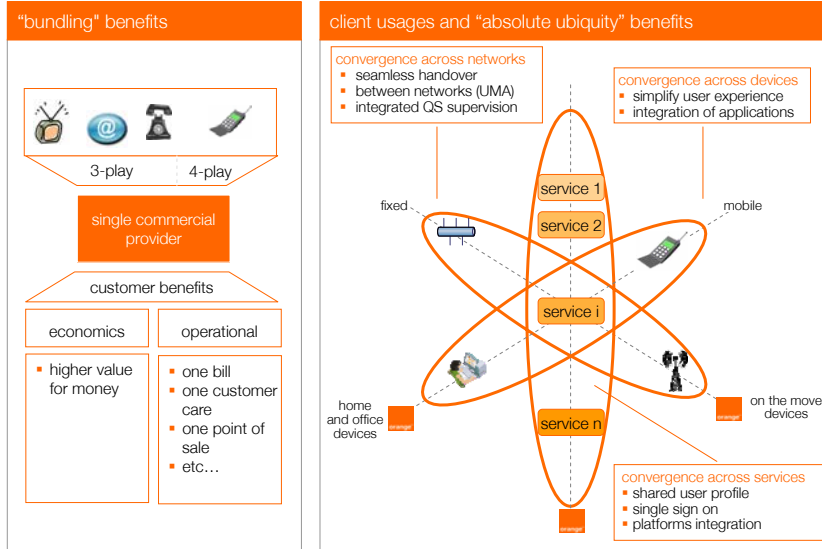 “bundling” benefits
3-play
4-play
single commercial
provider
customer benefits
economics
operational
higher value
for money
one bill
one customer
care
one point of
sale
etc…
client usages and “absolute ubiquity” benefits
convergence across networks
seamless handover
between networks (UMA)
integrated QS supervision
convergence across devices
simplify user experience
integration of applications
service 1
fixed
mobile
service 2
service i
home
and office
devices
orange
on the move
devices
orange
service n
convergence across services
shared user profile
single sign on
platforms integration
orange